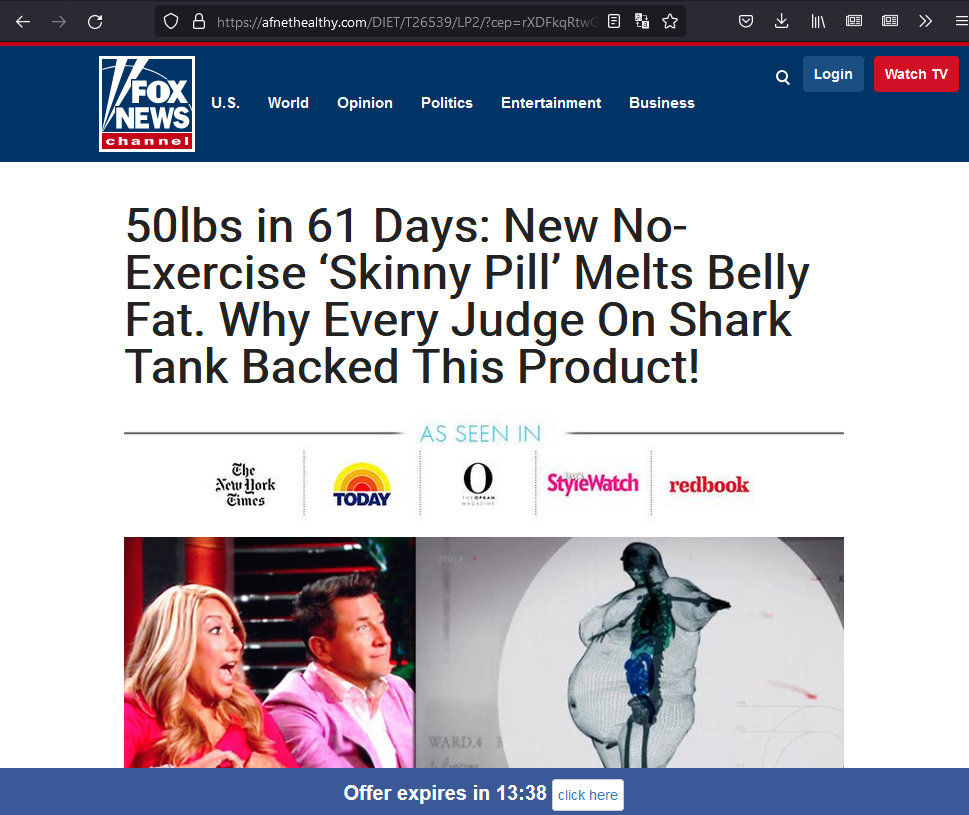 https://afnethealthy.com/DIET/T26539/LP2/?cep=rXDFkqRtwG
FOX
NEWS
channel
U.S. World Opinion Politics Entertainment Business
Login
Watch TV
50lbs in 61 Days: New No-
Exercise ‘Skinny Pill’ Melts Belly
Fat. Why Every Judge On Shark
Tank Backed This Product!
AS SEEN IN
The
New York
Times
TODAY
O
THE OPRAH
MAGAZINE
StyleWatch
redbook
WARD.4
Offer expires in 13:38 click here